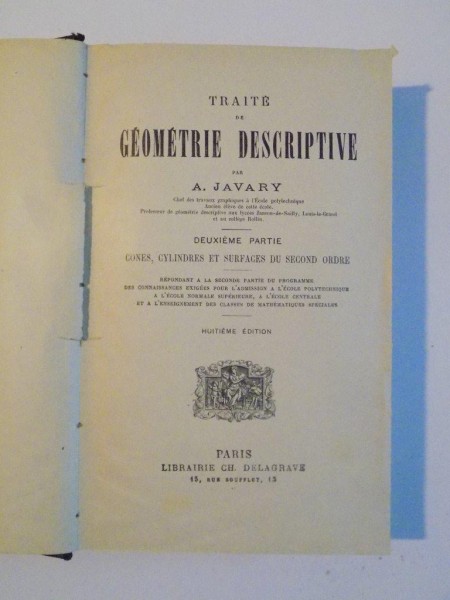 TRAITÉ
DE
GÉOMÉTRIE DESCRIPTIVE
PAR
A. JAVARY
Chef des travaux graphiques à l'École polytechnique
Ancien élève de cette école,
Professeur de géométrie descriptive aux lycées Janson-de-Sailly, Louis-le-Grand
et au collège Rollin.
DEUXIÈME PARTIE
CONES, CYLINDRES ET SURFACES DU SECOND ORDRE
RÉPONDANT A LA SECONDE PARTIE DU PROGRAMME
DES CONNAISSANCES EXIGÉES POUR L'ADMISSION A L'ÉCOLE POLYTECHNIQUE
A L'ÉCOLE NORMALE SUPÉRIEURE, A L'ÉCOLE CENTRALE
ET A L'ENSEIGNEMENT DES CLASSES DE MATHÉMATIQUES SPÉCIALES
HUITIÈME ÉDITION
PARIS
LIBRAIRIE CH. DELAGRAVE
15, RUE SOUFFLOT, 15